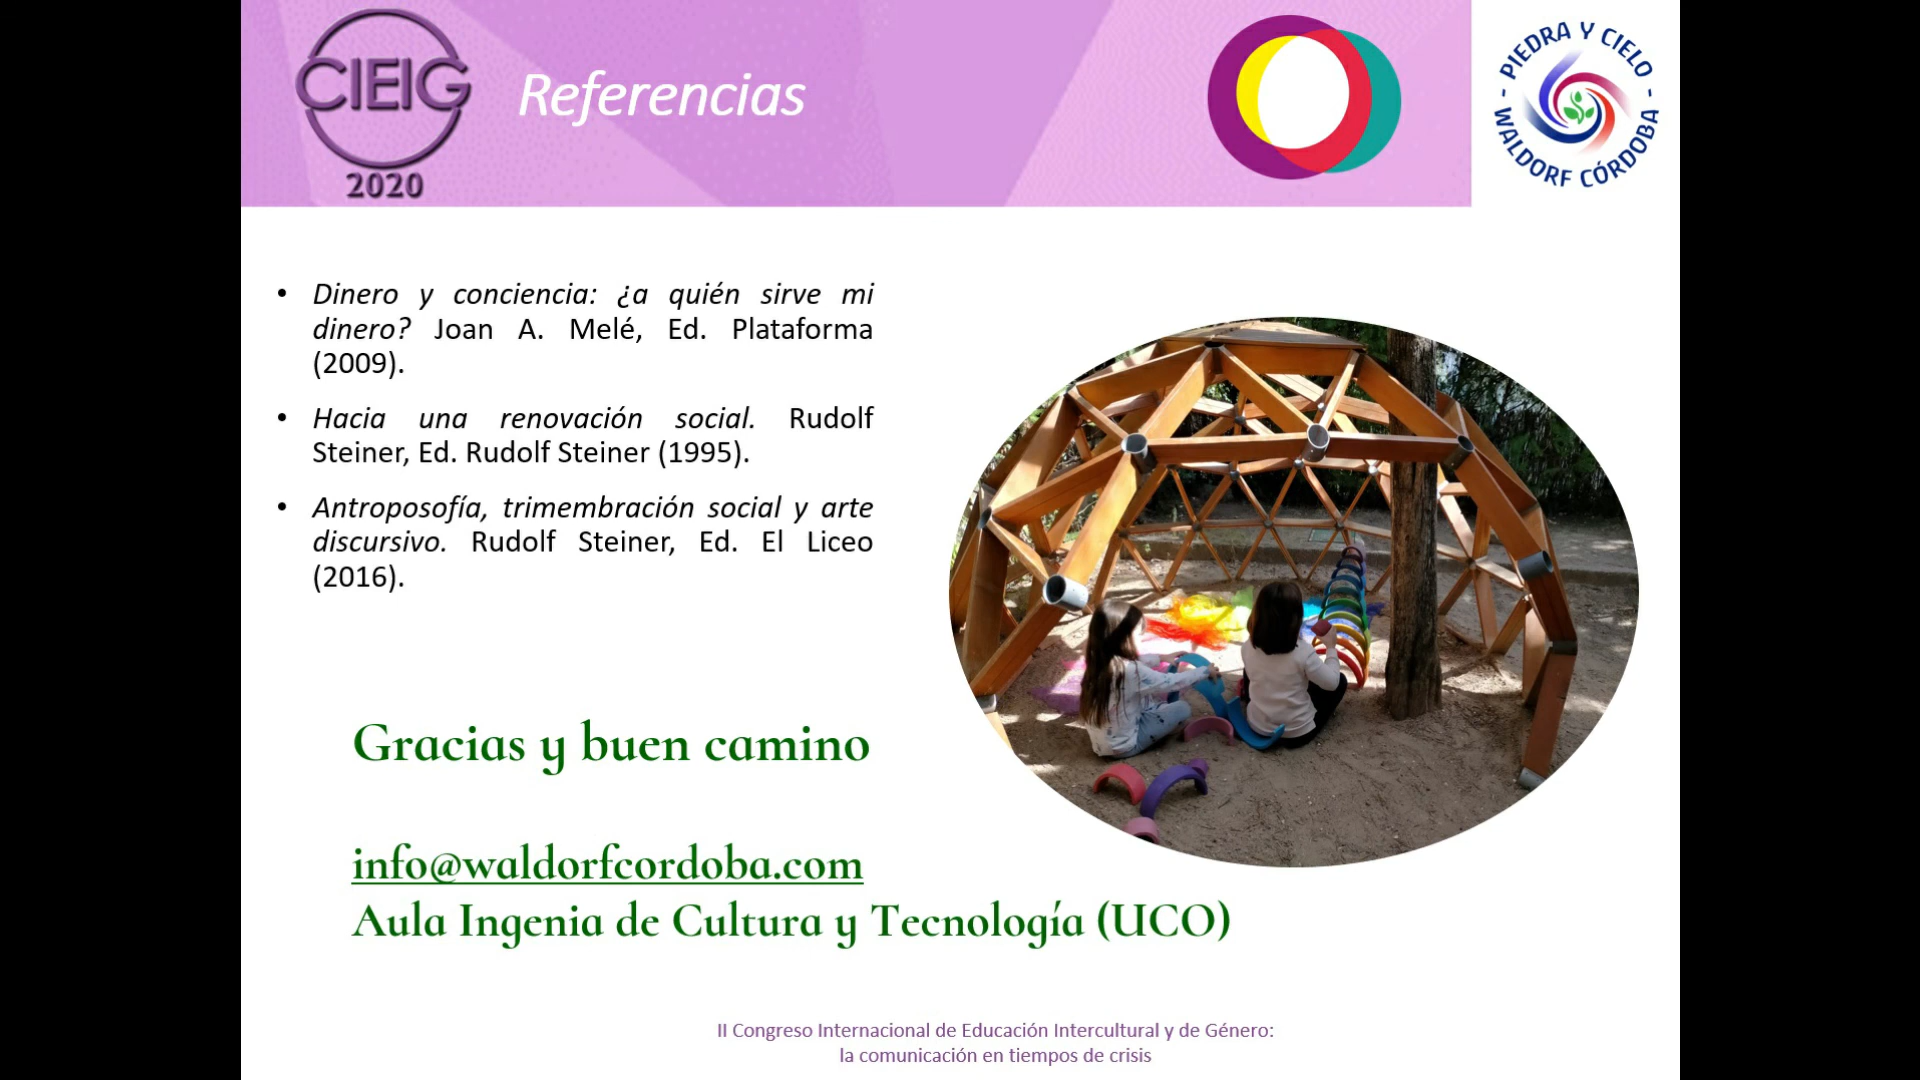 CIEIG
2020
Referencias
PIEDRA Y CIELO
WALDORF CÓRDOBA
• Dinero y conciencia: ¿a quién sirve mi
dinero? Joan A. Melé, Ed. Plataforma
(2009).
• Hacia una renovación social. Rudolf
Steiner, Ed. Rudolf Steiner (1995).
• Antroposofía, trimembración social y arte
discursivo. Rudolf Steiner, Ed. El Liceo
(2016).
Gracias y buen camino
info@waldorfcordoba.com
Aula Ingenia de Cultura y Tecnología (UCO)
II Congreso Internacional de Educación Intercultural y de Género:
la comunicación en tiempos de crisis